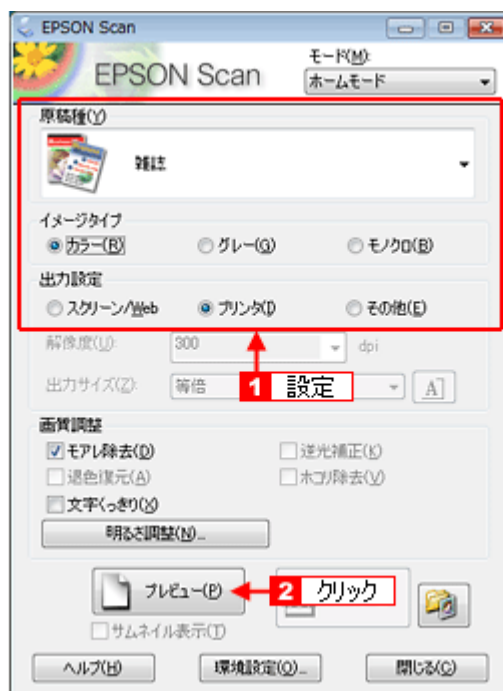 EPSON Scan
EPSON Scan
モード(M):
ホームモード
原稿種(Y)
雑誌
イメージタイプ
カラー(R) グレー(G) モノクロ(B)
出力設定
スクリーン/Web プリンタ(I) その他(E)
解像度(U): 300 dpi
出力サイズ(Z): 等倍 A]
1 設定
画質調整
モアレ除去(D) 逆光補正(K)
退色復元(A) ホコリ除去(V)
文字くっきり(X)
明るさ調整(N)...
プレビュー(P) 2 クリック
サムネイル表示(T)
ヘルプ(H) 環境設定(O)... 閉じる(C)